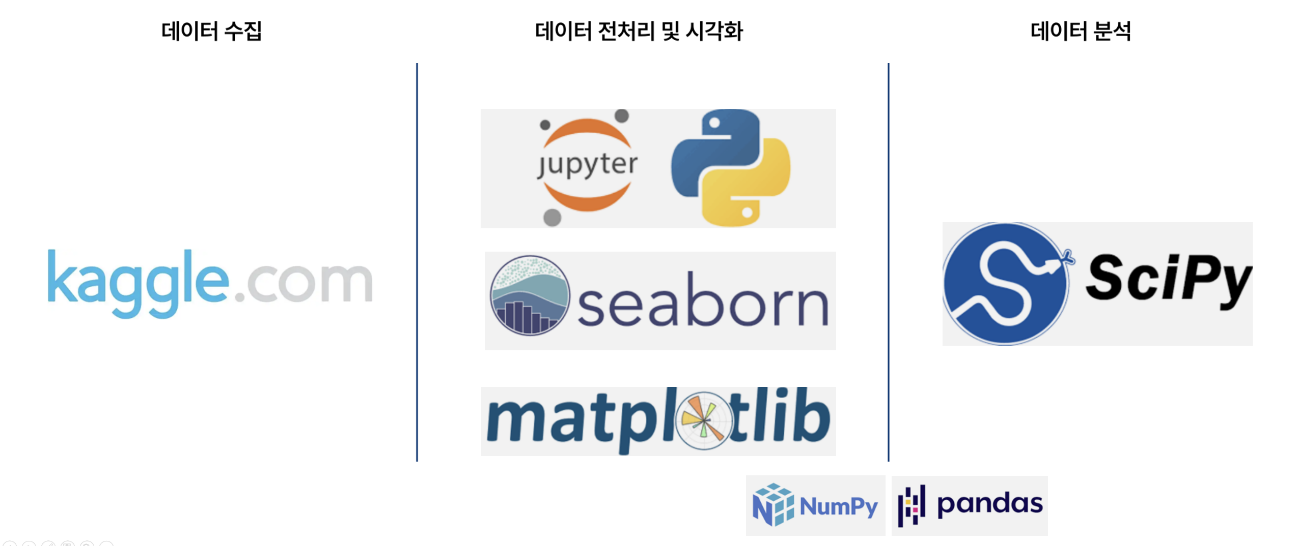 데이터 수집
데이터 전처리 및 시각화
데이터 분석
kaggle.com
jupyter
seaborn
matplotlib
SciPy
NumPy
pandas